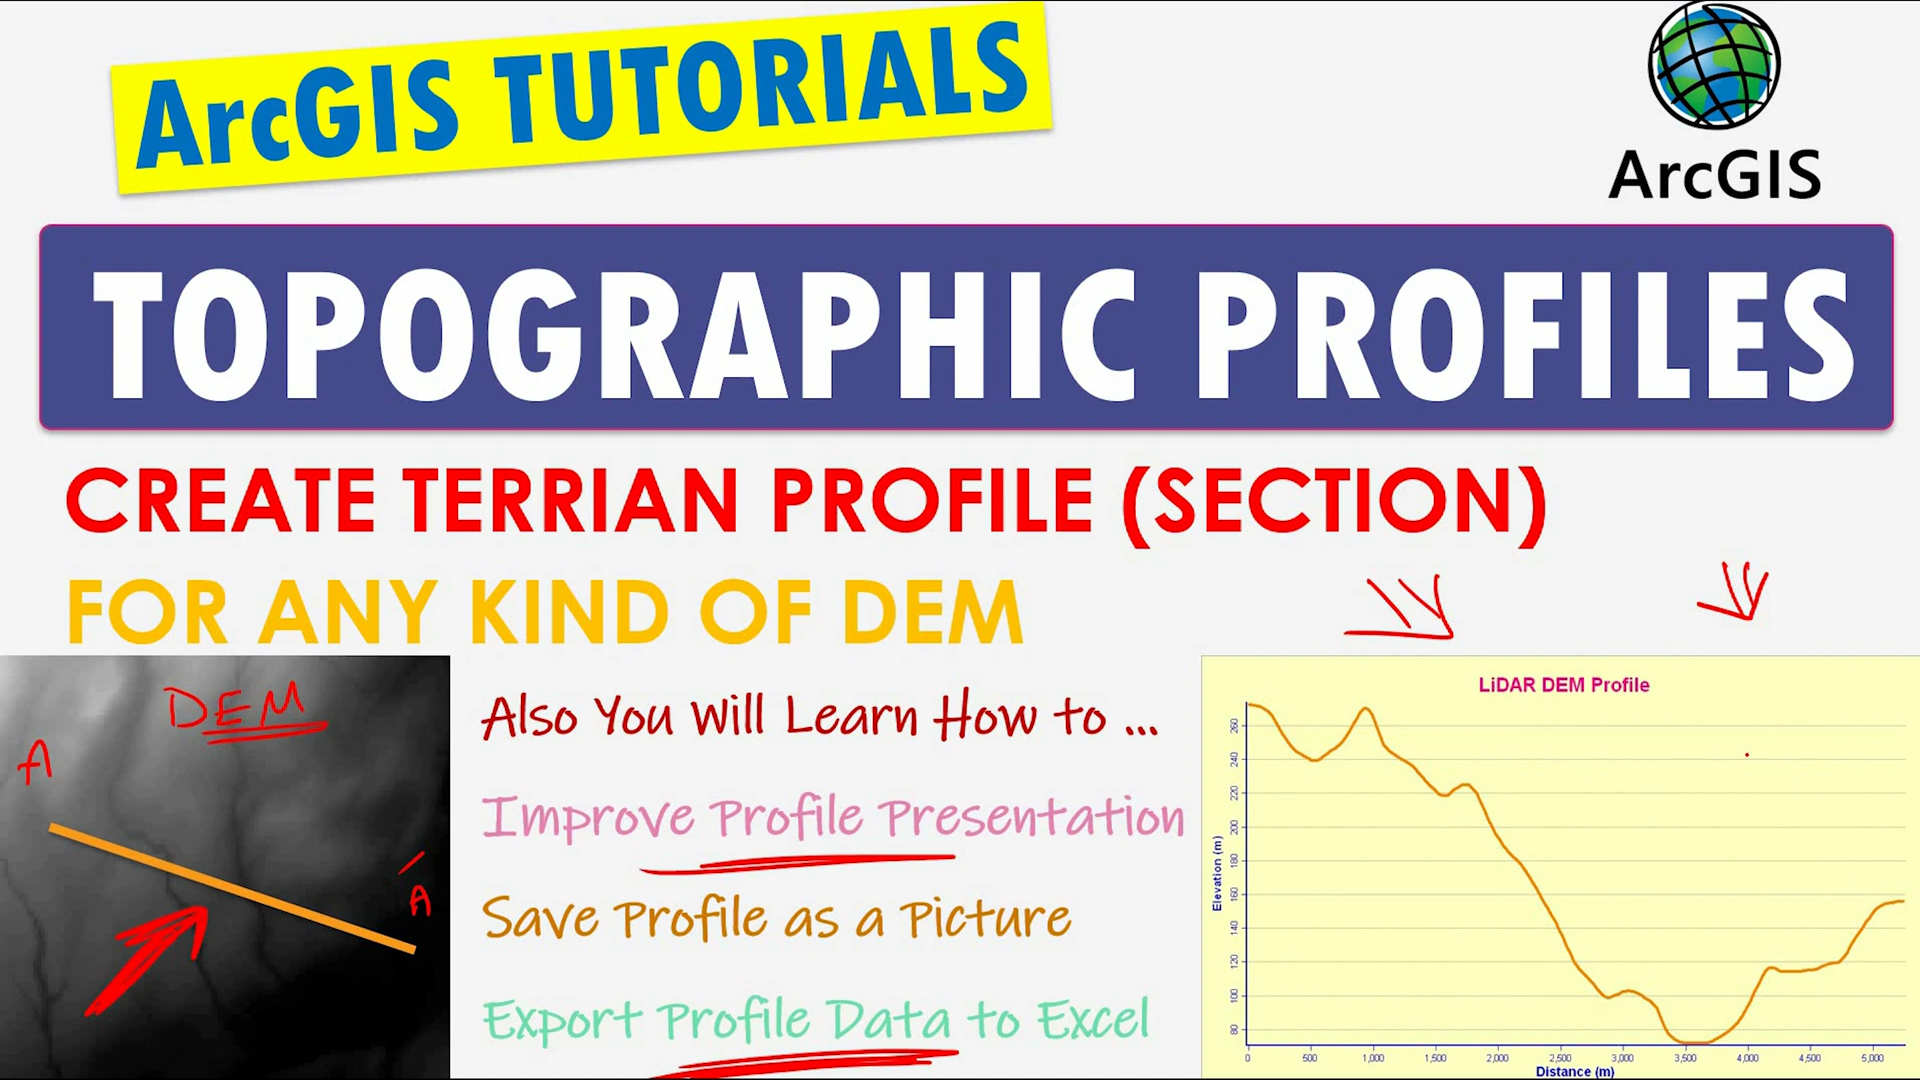 ArcGIS TUTORIALS
ArcGIS
TOPOGRAPHIC PROFILES
CREATE TERRIAN PROFILE (SECTION)
FOR ANY KIND OF DEM
DEM
A
A
Also You Will Learn How to ...
Improve Profile Presentation
Save Profile as a Picture
Export Profile Data to Excel
LiDAR DEM Profile
Elevation (m)
260
240
220
200
180
160
140
120
100
80
0 500 1,000 1,500 2,000 2,500 3,000 3,500 4,000 4,500 5,000
Distance (m)